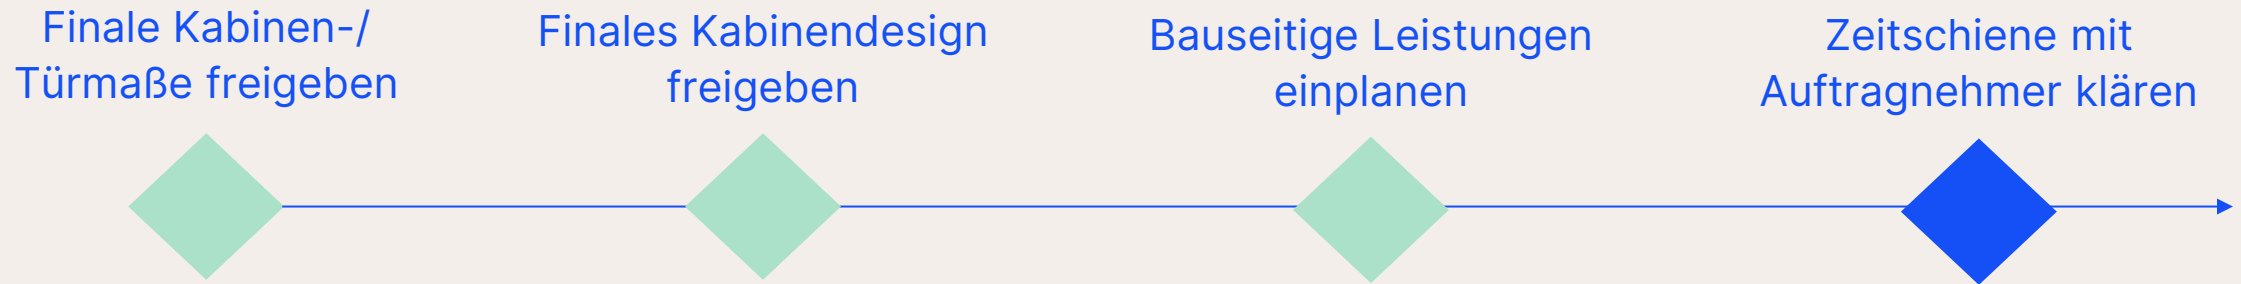 Finale Kabinen-/
Türmaße freigeben
Finales Kabinendesign
freigeben
Bauseitige Leistungen
einplanen
Zeitschiene mit
Auftragnehmer klären